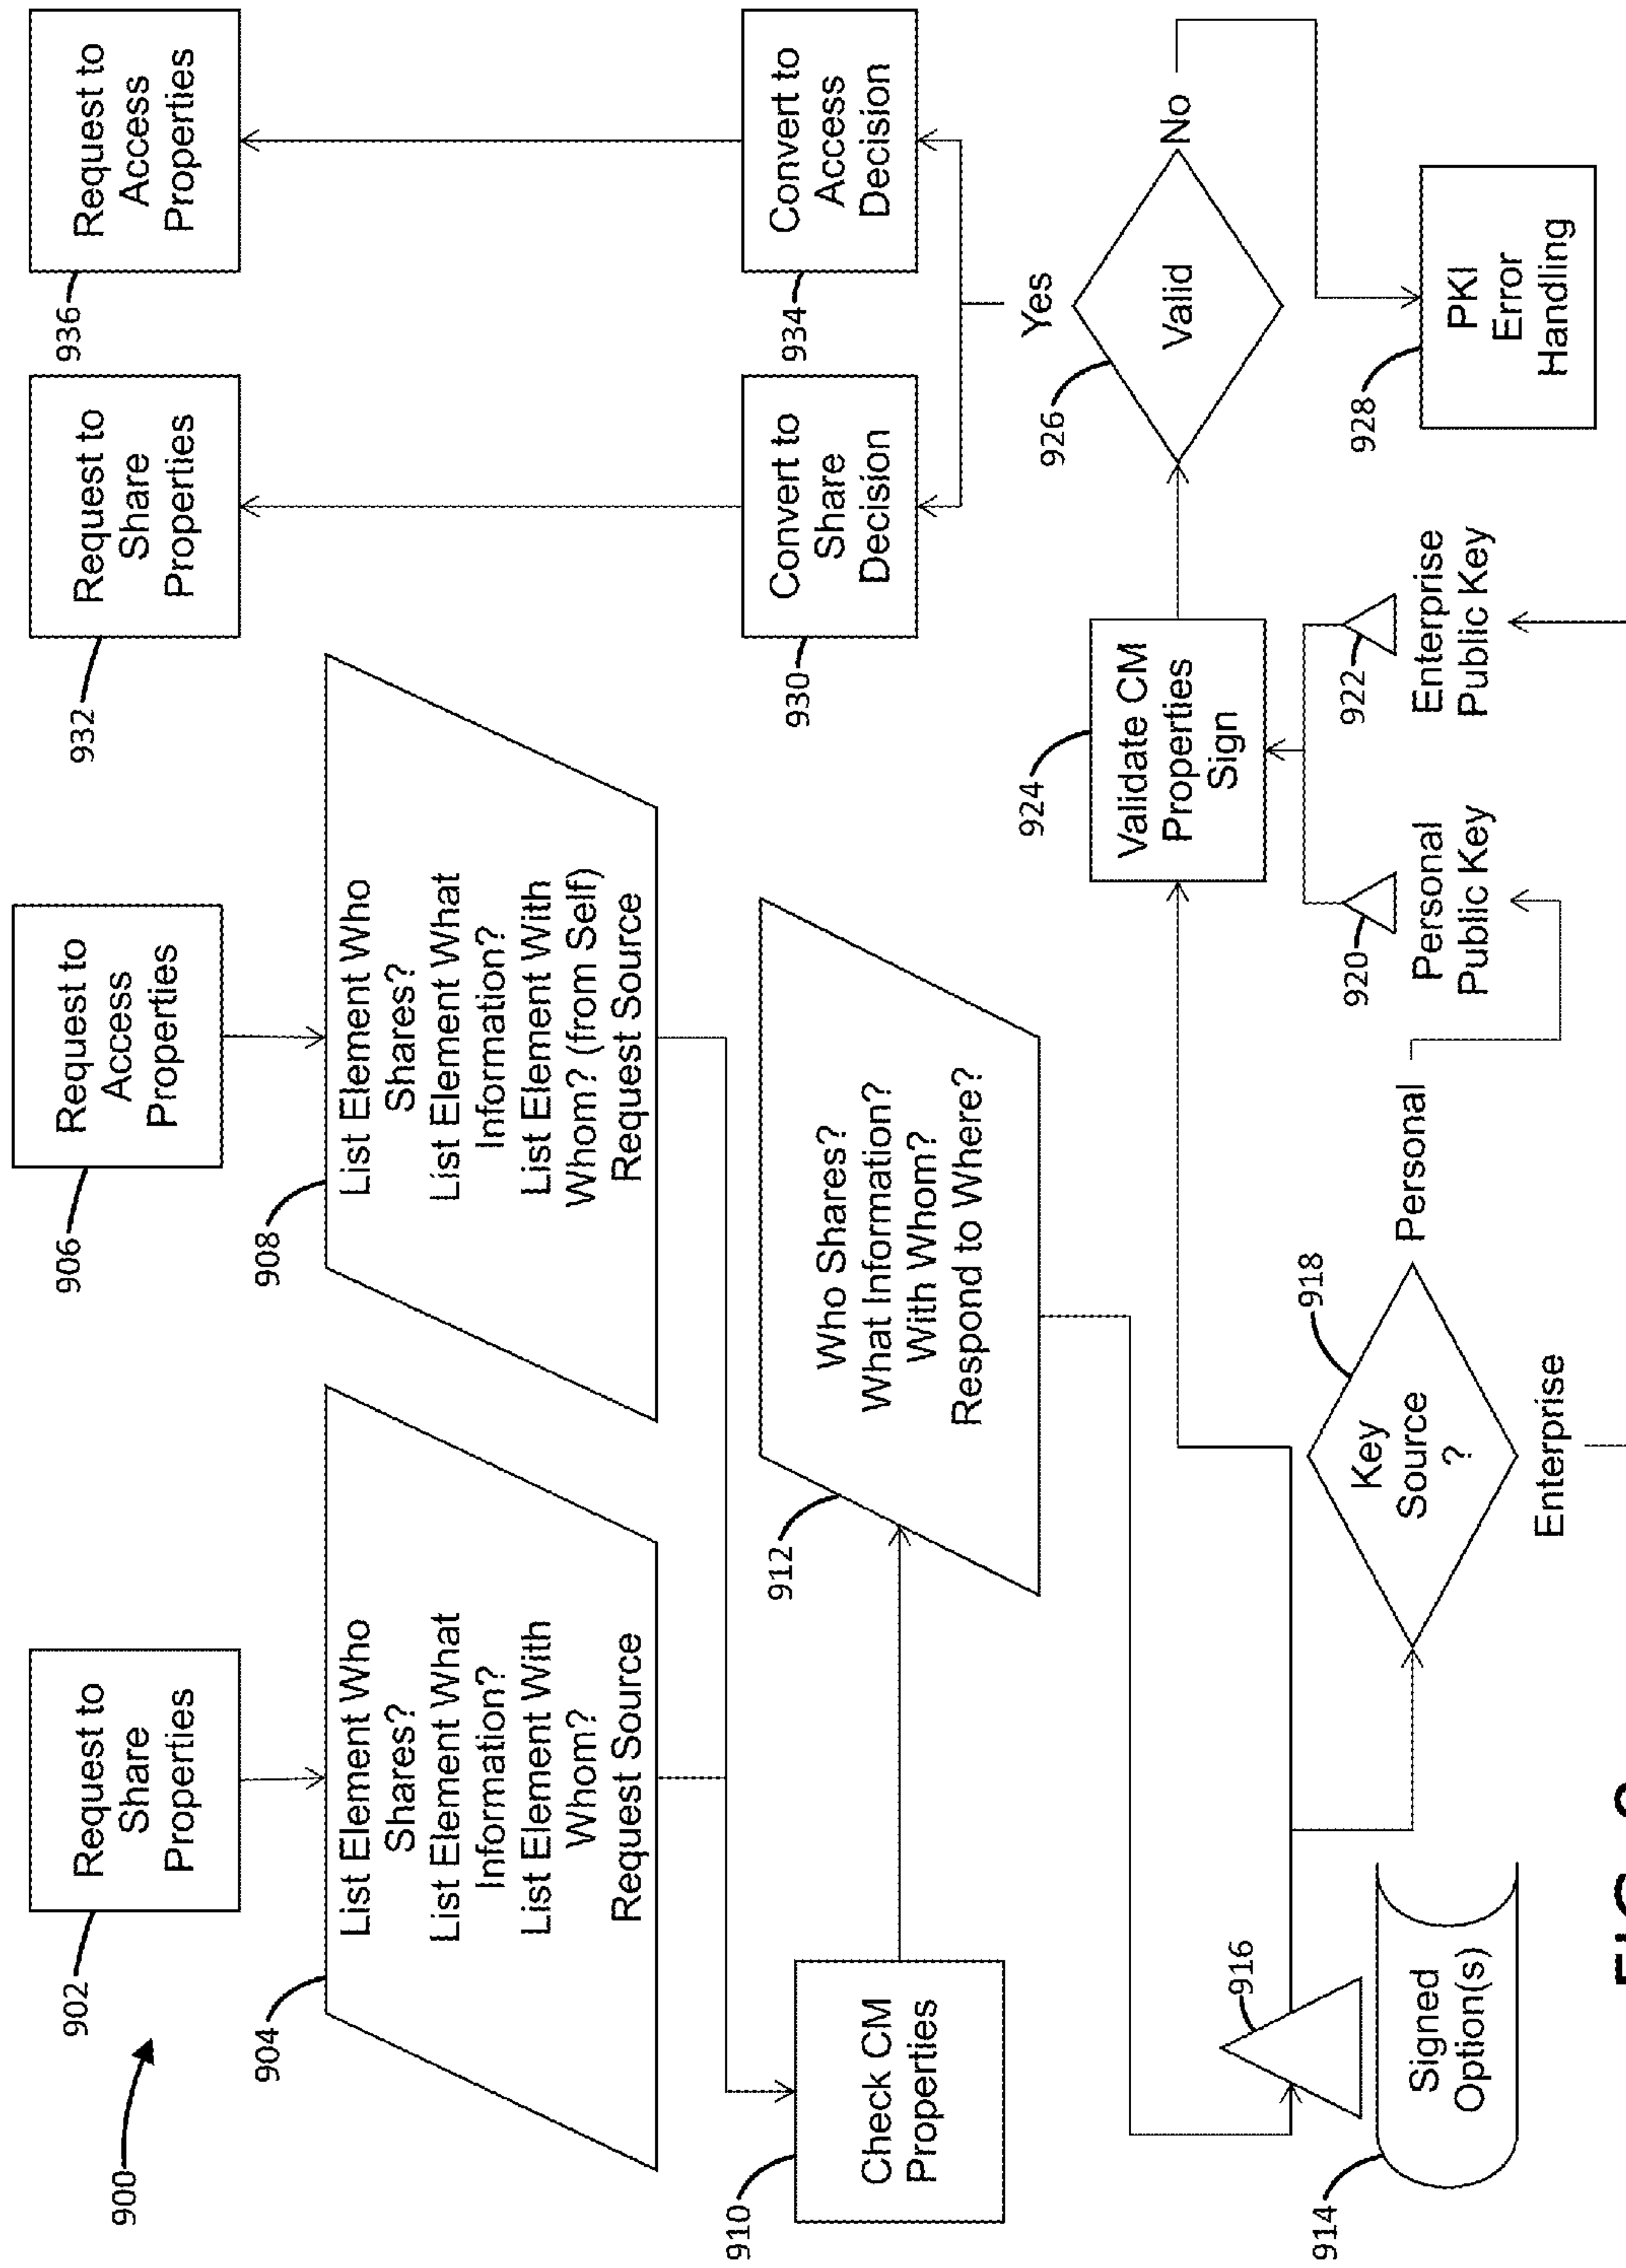 900
902
Request to
Share
Properties
906
Request to
Access
Properties
932
Request to
Share
Properties
936
Request to
Access
Properties
904
List Element Who
Shares?
List Element What
Information?
List Element With
Whom?
Request Source
908
List Element Who
Shares?
List Element What
Information?
List Element With
Whom? (from Self)
Request Source
910
Check CM
Properties
912
Who Shares?
What Information?
With Whom?
Respond to Where?
930
Convert to
Share
Decision
934
Convert to
Access
Decision
Yes
924
Validate CM
Properties
Sign
926
Valid
No
914
Signed
Option(s)
916
918
Key
Source
?
Personal
Enterprise
920
Personal
Public Key
922
Enterprise
Public Key
928
PKI
Error
Handling